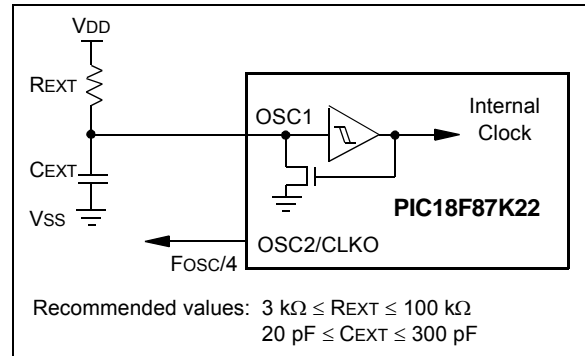 VDD
REXT
OSC1
Internal
Clock
CEXT
PIC18F87K22
VSS
OSC2/CLKO
FOSC/4
Recommended values: 3 kΩ ≤ REXT ≤ 100 kΩ
20 pF ≤ CEXT ≤ 300 pF